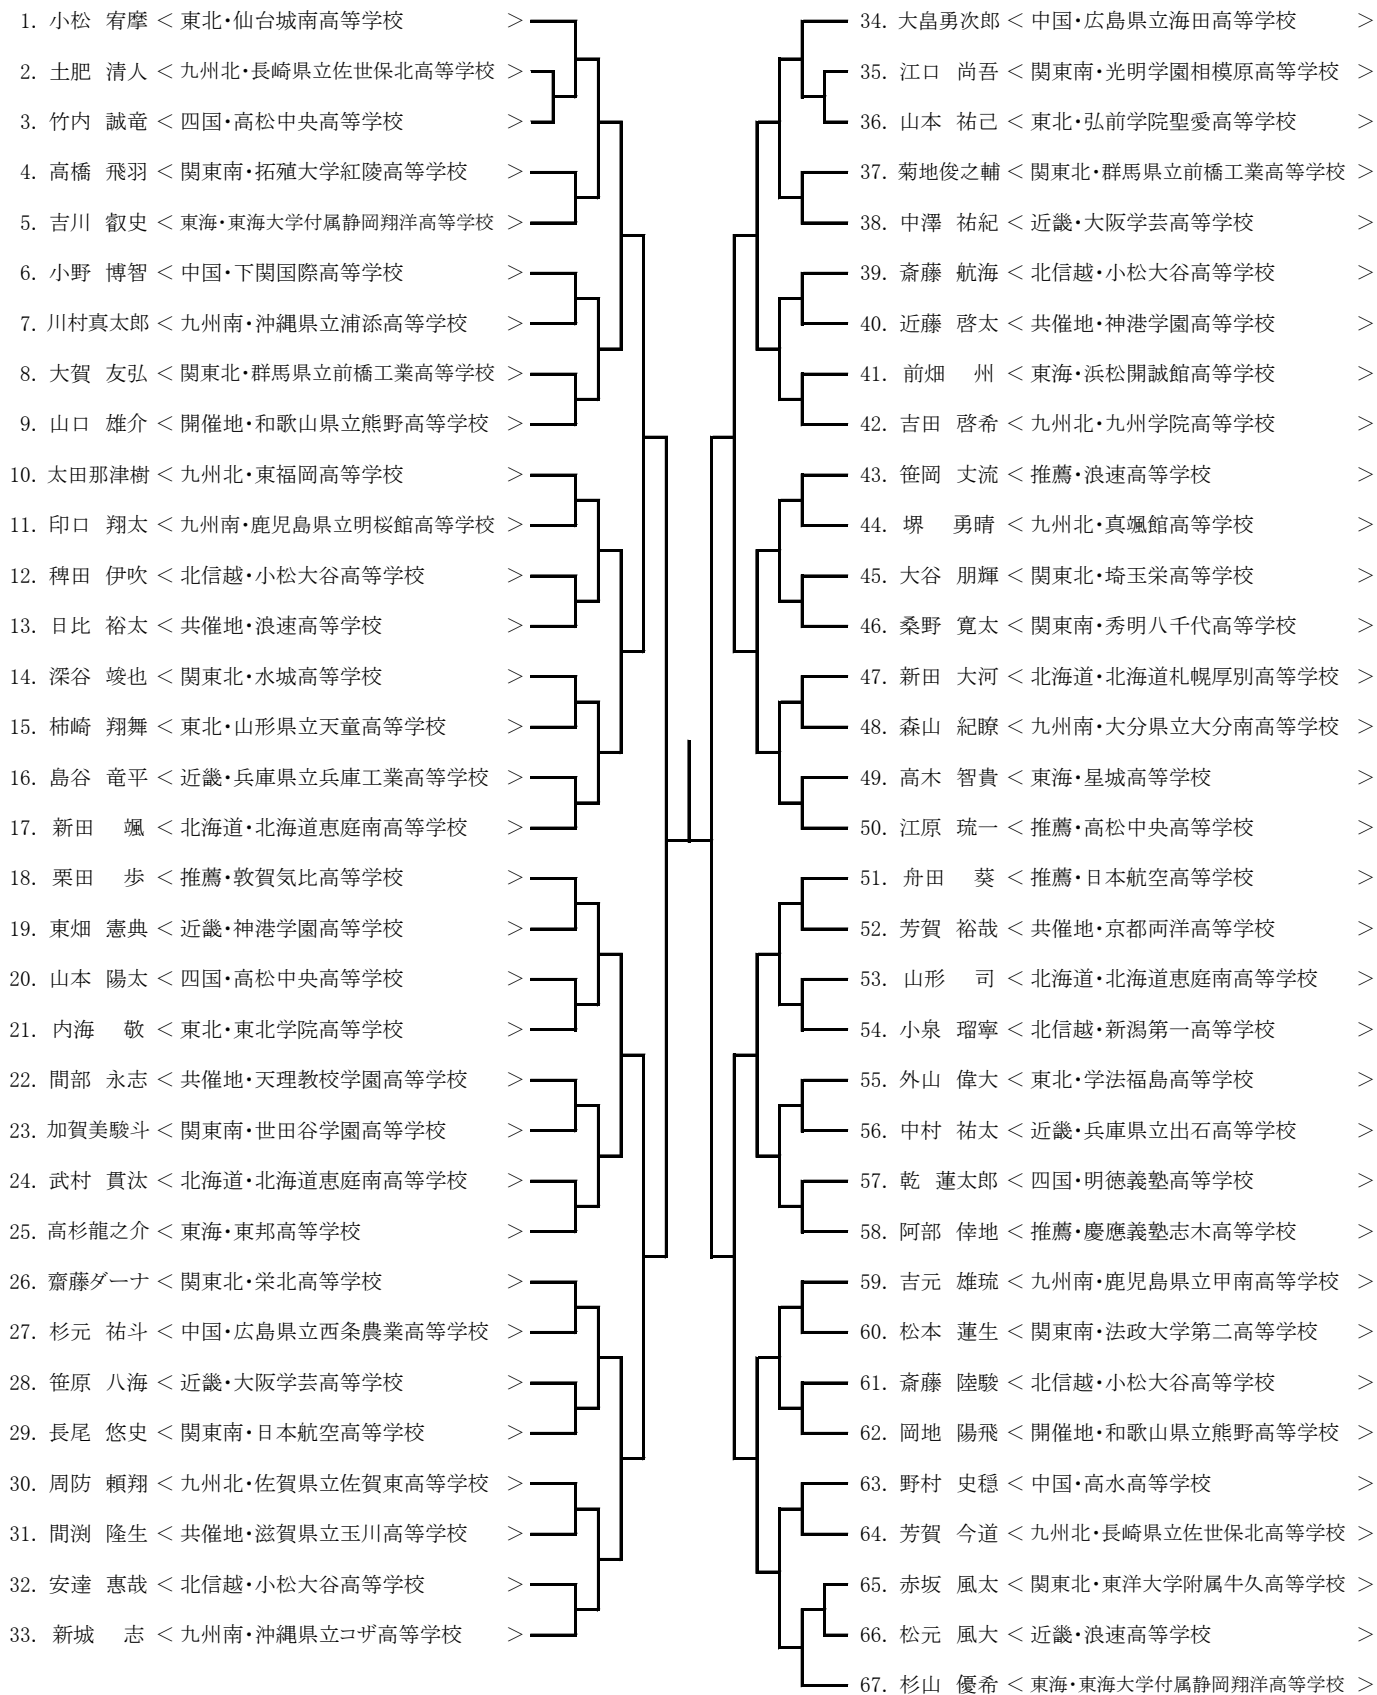 1. 小松 宥摩 < 東北・仙台城南高等学校 >
2. 土肥 清人 < 九州北・長崎県立佐世保北高等学校 >
3. 竹内 誠竜 < 四国・高松中央高等学校 >
4. 高橋 飛羽 < 関東南・拓殖大学紅陵高等学校 >
5. 吉川 叡史 < 東海・東海大学付属静岡翔洋高等学校 >
6. 小野 博智 < 中国・下関国際高等学校 >
7. 川村真太郎 < 九州南・沖縄県立浦添高等学校 >
8. 大賀 友弘 < 関東北・群馬県立前橋工業高等学校 >
9. 山口 雄介 < 開催地・和歌山県立熊野高等学校 >
10. 太田那津樹 < 九州北・東福岡高等学校 >
11. 印口 翔太 < 九州南・鹿児島県立明桜館高等学校 >
12. 稗田 伊吹 < 北信越・小松大谷高等学校 >
13. 日比 裕太 < 共催地・浪速高等学校 >
14. 深谷 竣也 < 関東北・水城高等学校 >
15. 柿崎 翔舞 < 東北・山形県立天童高等学校 >
16. 島谷 竜平 < 近畿・兵庫県立兵庫工業高等学校 >
17. 新田 颯 < 北海道・北海道恵庭南高等学校 >
18. 栗田 歩 < 推薦・敦賀気比高等学校 >
19. 東畑 憲典 < 近畿・神港学園高等学校 >
20. 山本 陽太 < 四国・高松中央高等学校 >
21. 内海 敬 < 東北・東北学院高等学校 >
22. 間部 永志 < 共催地・天理教校学園高等学校 >
23. 加賀美駿斗 < 関東南・世田谷学園高等学校 >
24. 武村 貫汰 < 北海道・北海道恵庭南高等学校 >
25. 高杉龍之介 < 東海・東邦高等学校 >
26. 齋藤ダーナ < 関東北・栄北高等学校 >
27. 杉元 祐斗 < 中国・広島県立西条農業高等学校 >
28. 笹原 八海 < 近畿・大阪学芸高等学校 >
29. 長尾 悠史 < 関東南・日本航空高等学校 >
30. 周防 頼翔 < 九州北・佐賀県立佐賀東高等学校 >
31. 間渕 隆生 < 共催地・滋賀県立玉川高等学校 >
32. 安達 惠哉 < 北信越・小松大谷高等学校 >
33. 新城 志 < 九州南・沖縄県立コザ高等学校 >
34. 大畠勇次郎 < 中国・広島県立海田高等学校 >
35. 江口 尚吾 < 関東南・光明学園相模原高等学校 >
36. 山本 祐己 < 東北・弘前学院聖愛高等学校 >
37. 菊地俊之輔 < 関東北・群馬県立前橋工業高等学校 >
38. 中澤 祐紀 < 近畿・大阪学芸高等学校 >
39. 斎藤 航海 < 北信越・小松大谷高等学校 >
40. 近藤 啓太 < 共催地・神港学園高等学校 >
41. 前畑 州 < 東海・浜松開誠館高等学校 >
42. 吉田 啓希 < 九州北・九州学院高等学校 >
43. 笹岡 丈流 < 推薦・浪速高等学校 >
44. 堺 勇晴 < 九州北・真颯館高等学校 >
45. 大谷 朋輝 < 関東北・埼玉栄高等学校 >
46. 桑野 寛太 < 関東南・秀明八千代高等学校 >
47. 新田 大河 < 北海道・北海道札幌厚別高等学校 >
48. 森山 紀瞭 < 九州南・大分県立大分南高等学校 >
49. 高木 智貴 < 東海・星城高等学校 >
50. 江原 琉一 < 推薦・高松中央高等学校 >
51. 舟田 葵 < 推薦・日本航空高等学校 >
52. 芳賀 裕哉 < 共催地・京都両洋高等学校 >
53. 山形 司 < 北海道・北海道恵庭南高等学校 >
54. 小泉 瑠寧 < 北信越・新潟第一高等学校 >
55. 外山 偉大 < 東北・学法福島高等学校 >
56. 中村 祐太 < 近畿・兵庫県立出石高等学校 >
57. 乾 蓮太郎 < 四国・明徳義塾高等学校 >
58. 阿部 倖地 < 推薦・慶應義塾志木高等学校 >
59. 吉元 雄琉 < 九州南・鹿児島県立甲南高等学校 >
60. 松本 蓮生 < 関東南・法政大学第二高等学校 >
61. 斎藤 陸駿 < 北信越・小松大谷高等学校 >
62. 岡地 陽飛 < 開催地・和歌山県立熊野高等学校 >
63. 野村 史穏 < 中国・高水高等学校 >
64. 芳賀 今道 < 九州北・長崎県立佐世保北高等学校 >
65. 赤坂 風太 < 関東北・東洋大学附属牛久高等学校 >
66. 松元 風大 < 近畿・浪速高等学校 >
67. 杉山 優希 < 東海・東海大学付属静岡翔洋高等学校 >